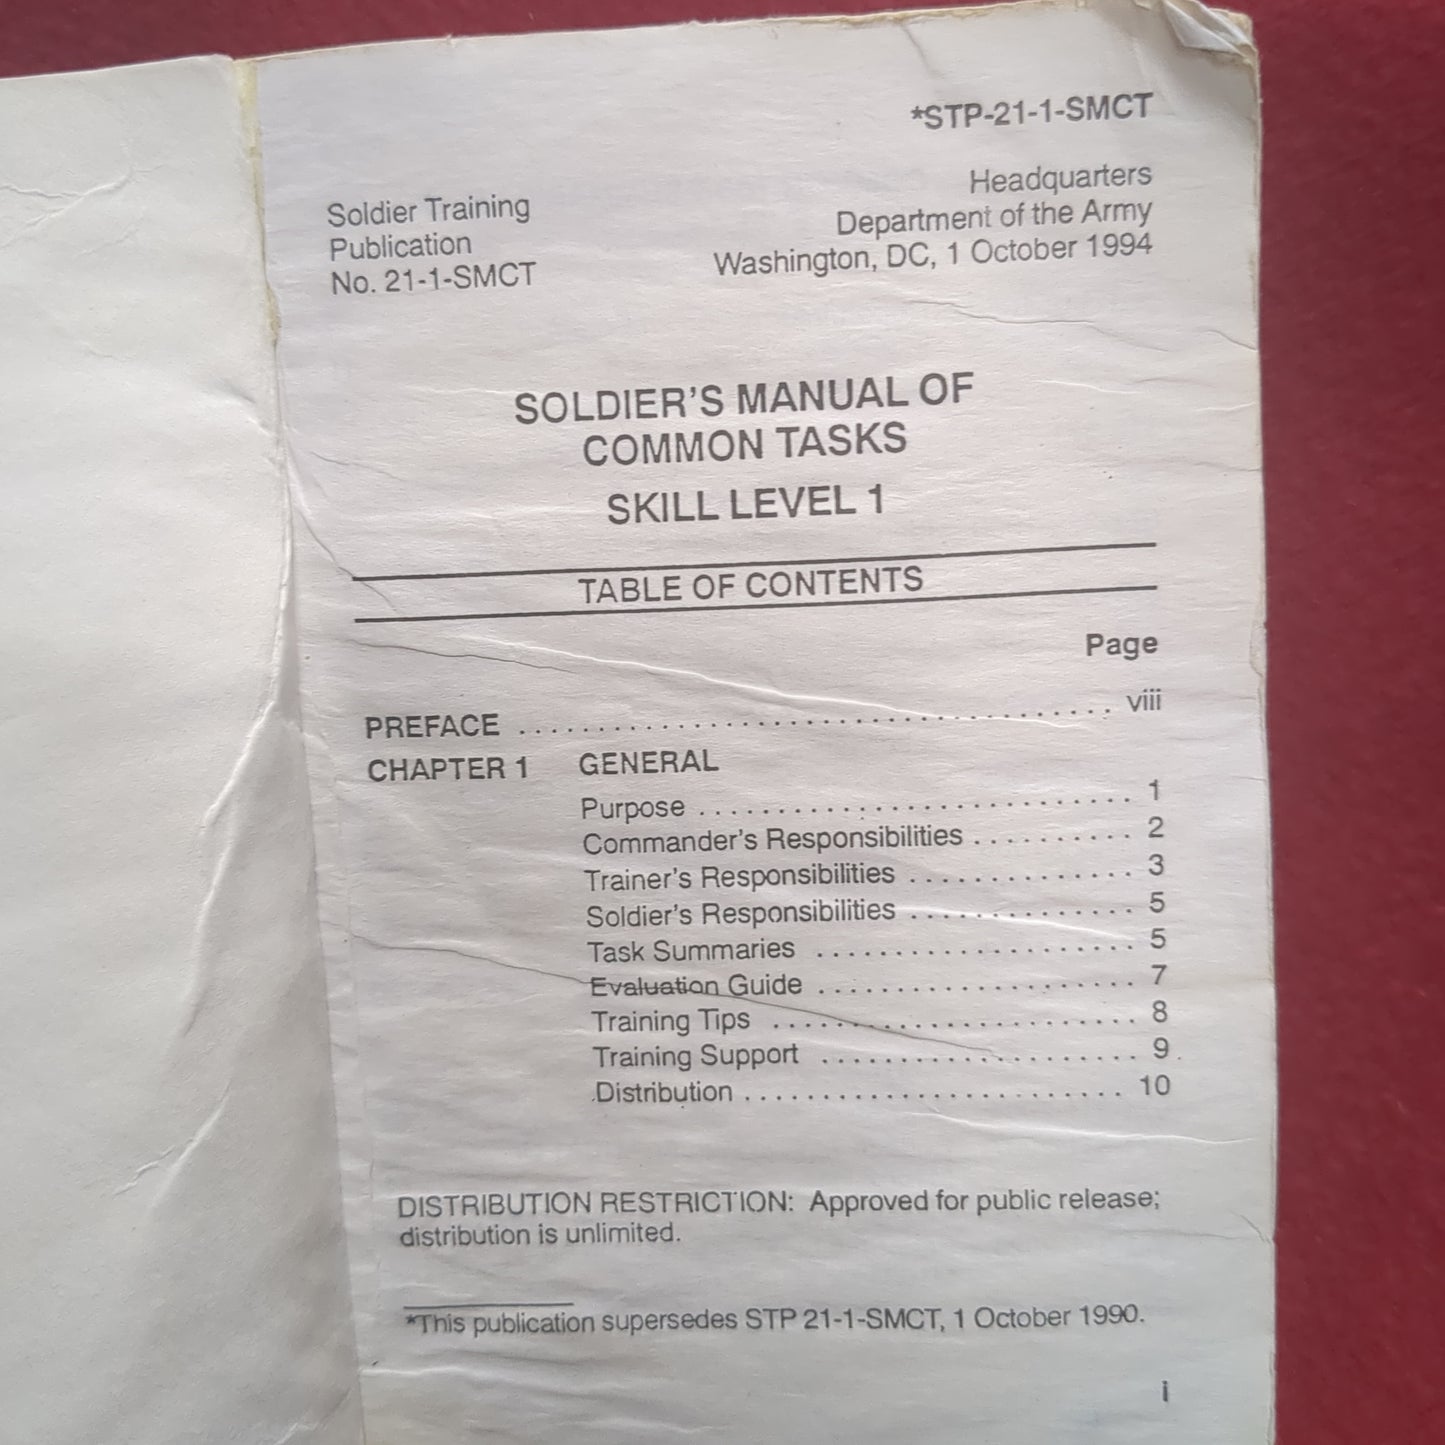 *STP-21-1-SMCT
Headquarters
Department of the Army
Washington, DC, 1 October 1994
Soldier Training
Publication
No. 21-1-SMCT
SOLDIER'S MANUAL OF
COMMON TASKS
SKILL LEVEL 1
TABLE OF CONTENTS
Page
PREFACE . . . . . . . . . . . . . . . . . . . . . . . . . . . . . . . . . . . . . . viii
CHAPTER 1 GENERAL
Purpose . . . . . . . . . . . . . . . . . . . . . . . . . . . 1
Commander's Responsibilities . . . . . . . . . . 2
Trainer's Responsibilities . . . . . . . . . . . . . . 3
Soldier's Responsibilities . . . . . . . . . . . . . . 5
Task Summaries . . . . . . . . . . . . . . . . . . . . 5
Evaluation Guide . . . . . . . . . . . . . . . . . . . . 7
Training Tips . . . . . . . . . . . . . . . . . . . . . . . 8
Training Support . . . . . . . . . . . . . . . . . . . . 9
Distribution . . . . . . . . . . . . . . . . . . . . . . . . 10
DISTRIBUTION RESTRICTION: Approved for public release;
distribution is unlimited.
*This publication supersedes STP 21-1-SMCT, 1 October 1990.
i